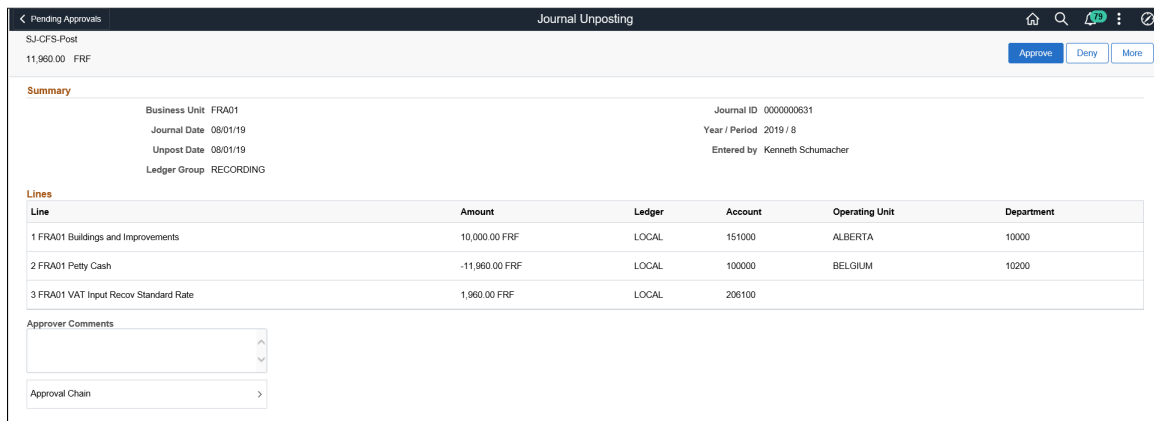 Pending Approvals
Journal Unposting
79
SJ-CFS-Post
11,960.00 FRF
Approve Deny More
Summary
Business Unit FRA01 Journal ID 0000000631
Journal Date 08/01/19 Year / Period 2019 / 8
Unpost Date 08/01/19 Entered by Kenneth Schumacher
Ledger Group RECORDING
Lines
Line Amount Ledger Account Operating Unit Department
1 FRA01 Buildings and Improvements 10,000.00 FRF LOCAL 151000 ALBERTA 10000
2 FRA01 Petty Cash -11,960.00 FRF LOCAL 100000 BELGIUM 10200
3 FRA01 VAT Input Recov Standard Rate 1,960.00 FRF LOCAL 206100
Approver Comments
Approval Chain